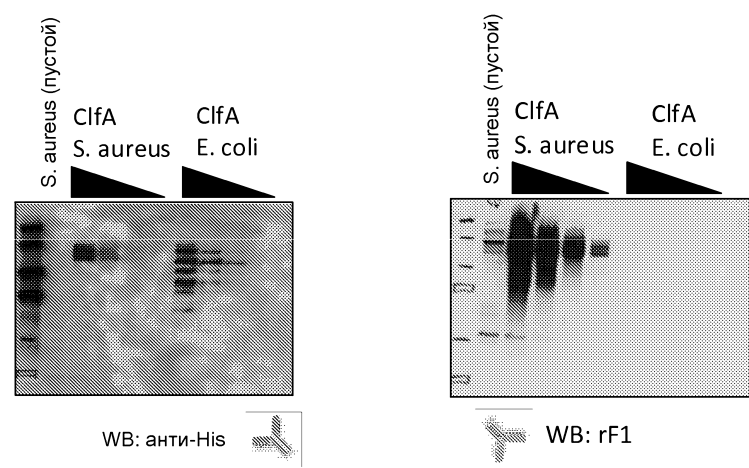 S. aureus (пустой)
ClfA
S. aureus
ClfA
E. coli
WB: анти-His
S. aureus (пустой)
ClfA
S. aureus
ClfA
E. coli
WB: rF1